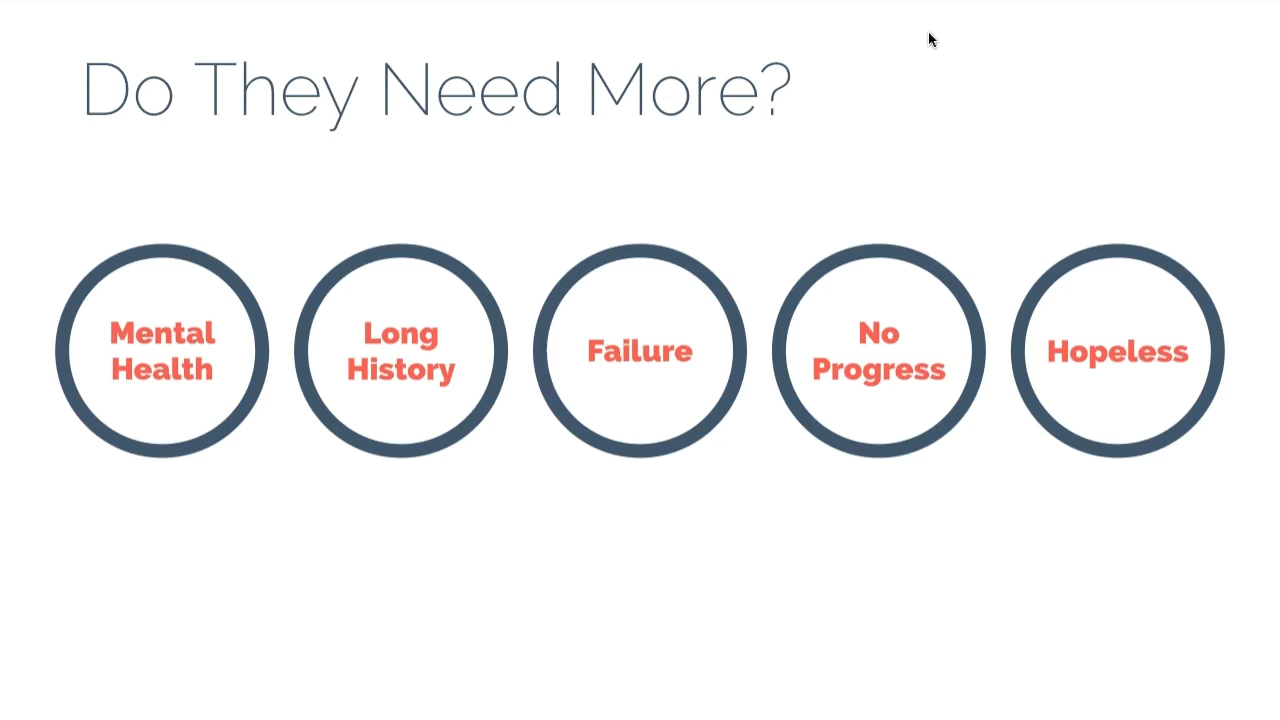 Do They Need More?
Mental
Health
Long
History
Failure
No
Progress
Hopeless